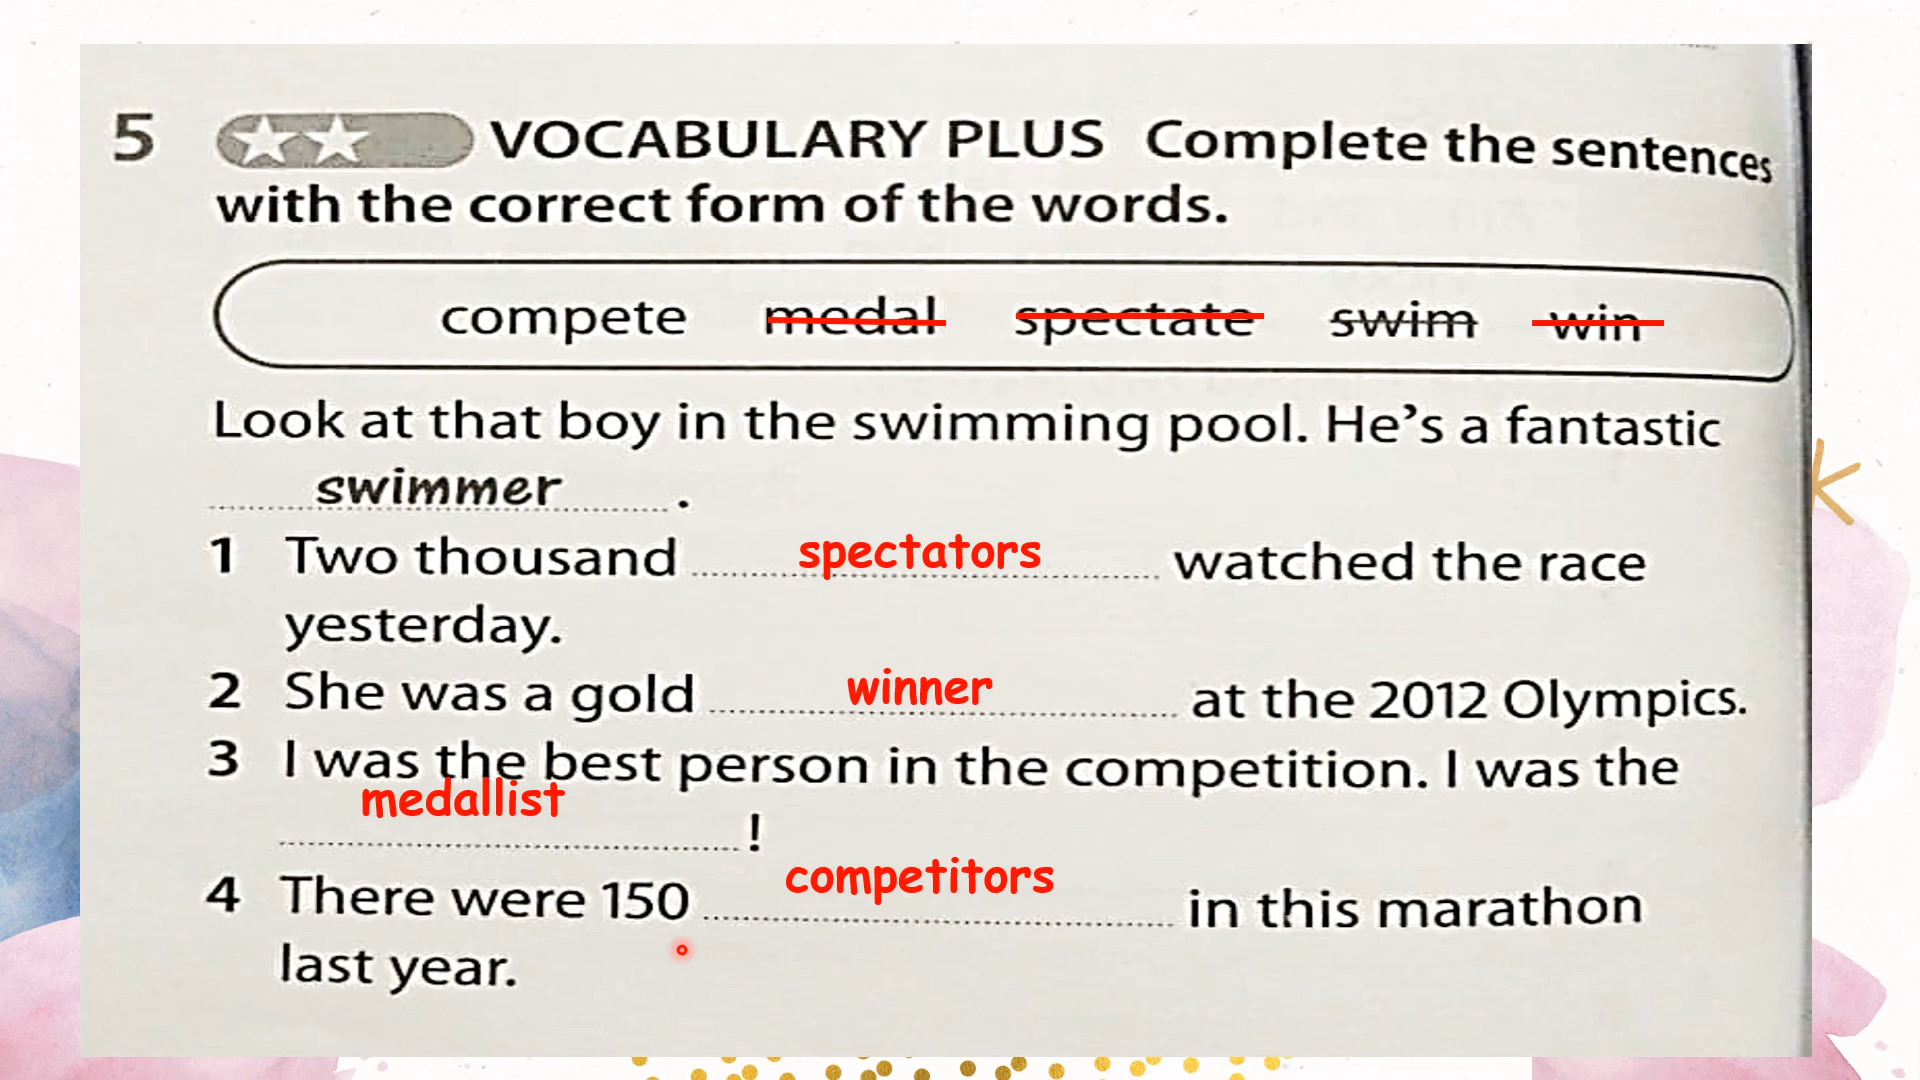 5 VOCABULARY PLUS Complete the sentences
with the correct form of the words.
compete medal spectate swim win
Look at that boy in the swimming pool. He's a fantastic
swimmer .
1 Two thousand spectators watched the race
yesterday.
2 She was a gold winner at the 2012 Olympics.
3 I was the best person in the competition. I was the
medallist !
4 There were 150 competitors in this marathon
last year.